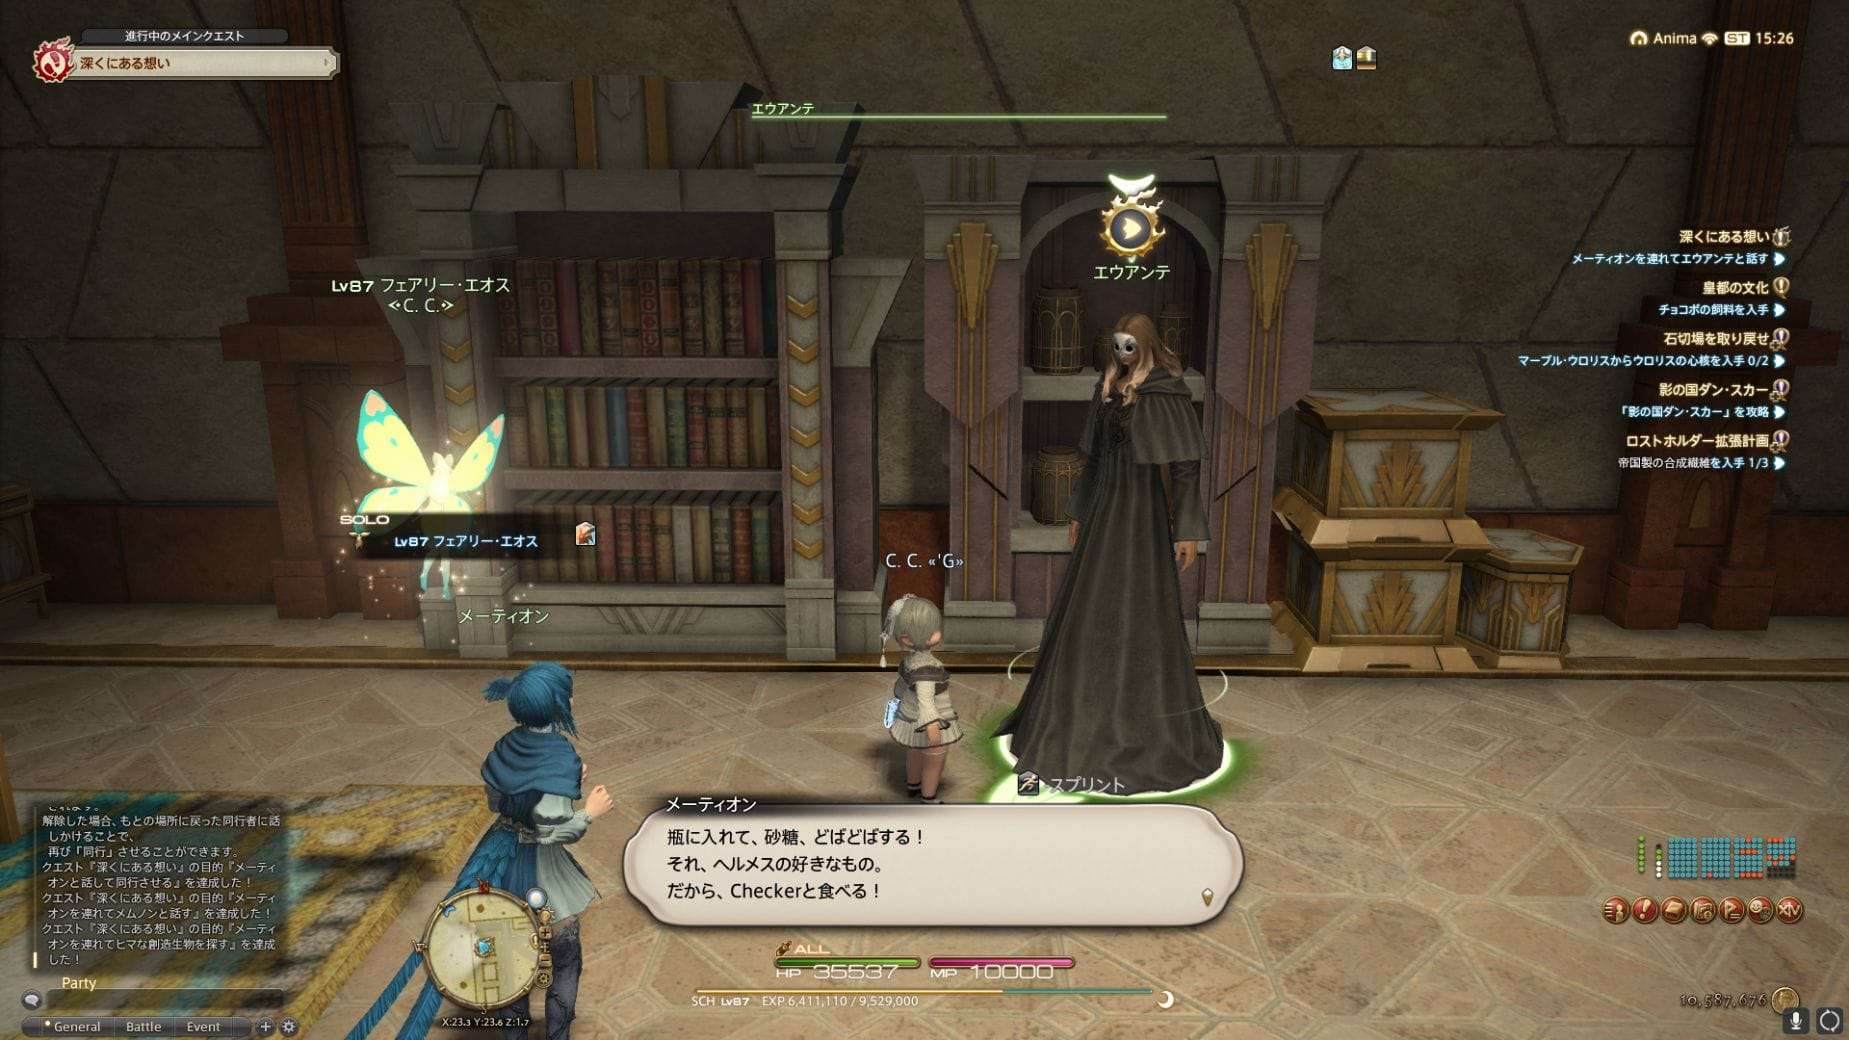 進行中のメインクエスト
深くにある想い
Anima ST 15:26
エウアンテ
エウアンテ
Lv87 フェアリー・エオス
«C. C.»
深くにある想い
メーティオンを連れてエウアンテと話す
皇都の文化
チョコボの飼料を入手
石切場を取り戻せ
マーブル・ウロリスからウロリスの心核を入手 0/2
影の国ダン・スカー
「影の国ダン・スカー」を攻略
ロストホルダー拡張計画
帝国製の合成繊維を入手 1/3
SOLO
Lv87 フェアリー・エオス
C. C. «'G»
メーティオン
スプリント
メーティオン
瓶に入れて、砂糖、どばどばする！
それ、ヘルメスの好きなもの。
だから、Checkerと食べる！
解除した場合、もとの場所に戻った同行者に話
しかけることで、
再び「同行」させることができます。
クエスト『深くにある想い』の目的『メーティ
オンと話して同行させる』を達成した！
クエスト『深くにある想い』の目的『メーティ
オンを連れてメムノンと話す』を達成した！
クエスト『深くにある想い』の目的『メーティ
オンを連れてヒマな創造生物を探す』を達成
した！
Party
General Battle Event
X:23.3 Y:23.6 Z:1.7
ALL
HP 35537 MP 10000
SCH Lv87 EXP 6,411,110 / 9,529,000
10,587,676
XIV